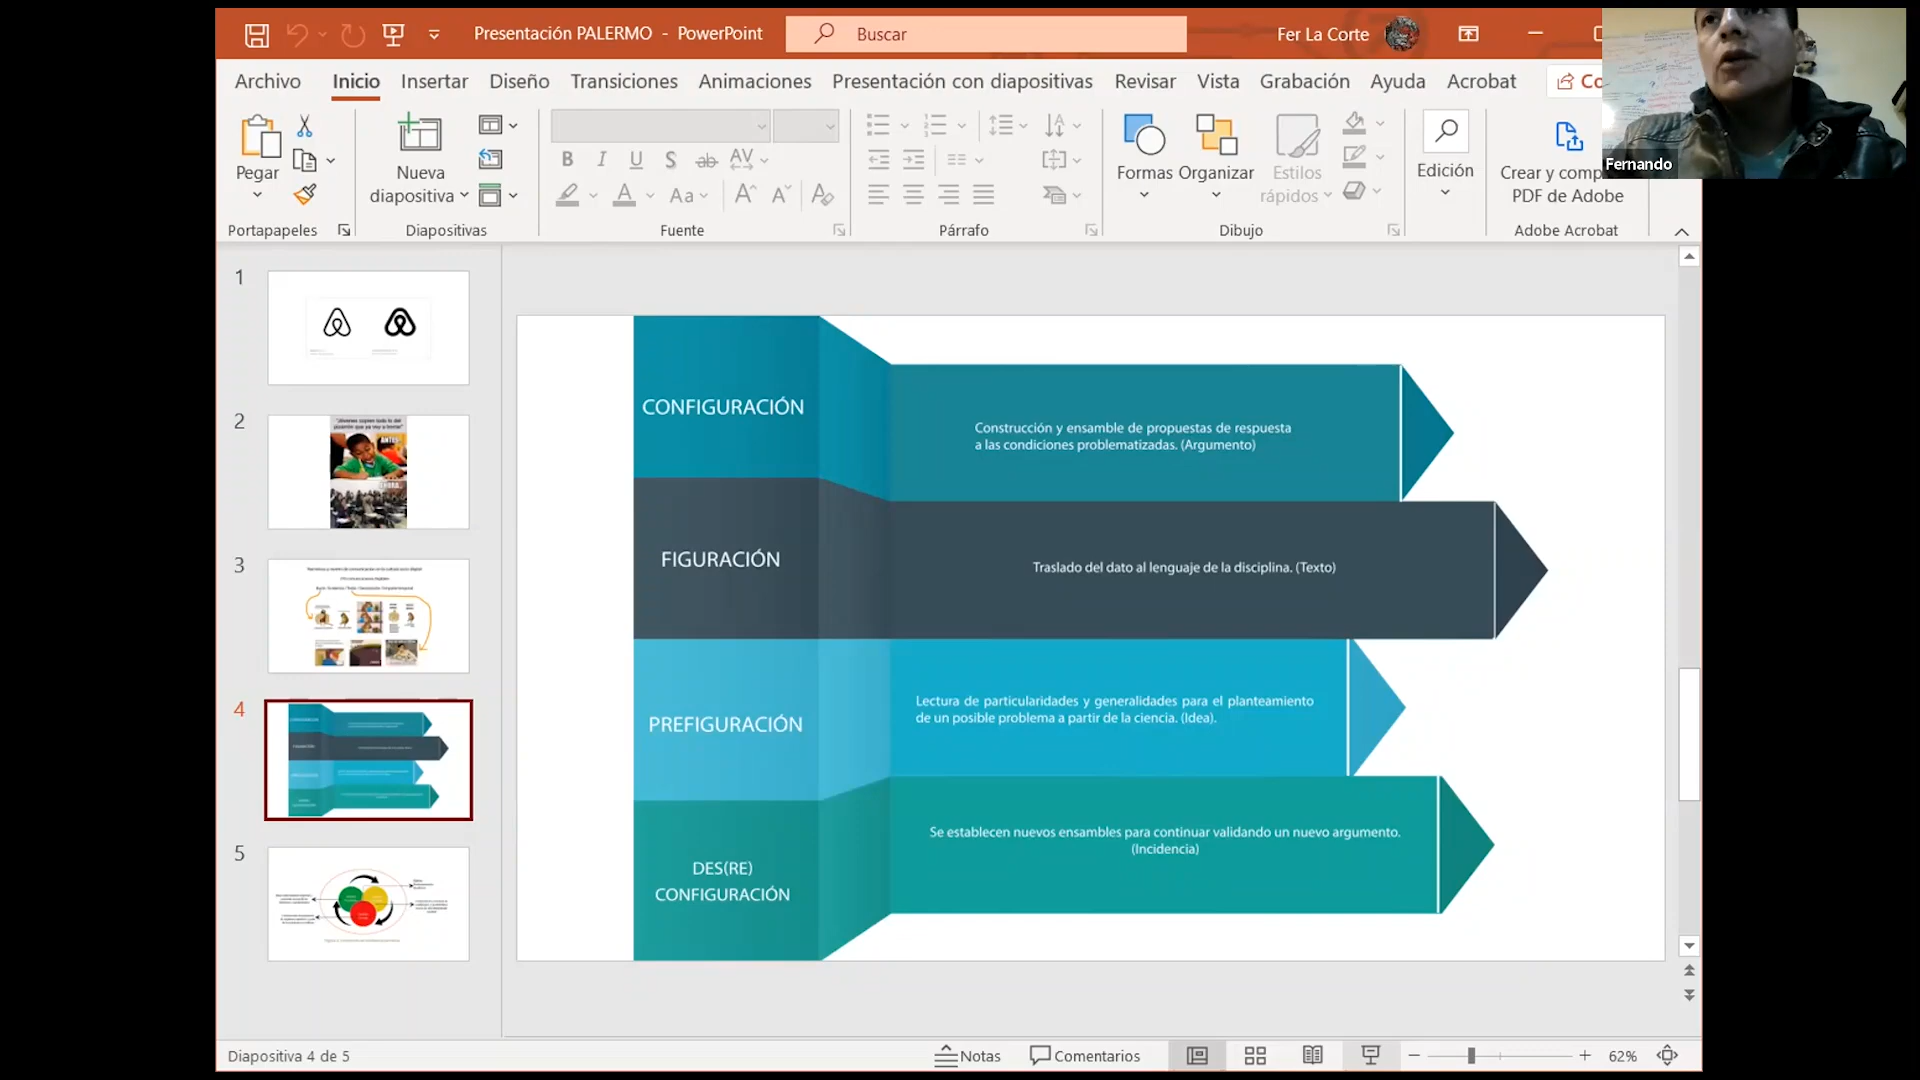 Presentación PALERMO - PowerPoint
Buscar
Fer La Corte
Archivo Inicio Insertar Diseño Transiciones Animaciones Presentación con diapositivas Revisar Vista Grabación Ayuda Acrobat Co
Pegar
Nueva
diapositiva
Formas Organizar Estilos
rápidos
Edición
Crear y comp
PDF de Adobe
Portapapeles Diapositivas Fuente Párrafo Dibujo Adobe Acrobat
Fernando
1
2
ANTES
AHORA
3
4
5
CONFIGURACIÓN
Construcción y ensamble de propuestas de respuesta
a las condiciones problematizadas. (Argumento)
FIGURACIÓN
Traslado del dato al lenguaje de la disciplina. (Texto)
PREFIGURACIÓN
Lectura de particularidades y generalidades para el planteamiento
de un posible problema a partir de la ciencia. (Idea).
DES(RE)
CONFIGURACIÓN
Se establecen nuevos ensambles para continuar validando un nuevo argumento.
(Incidencia)
Diapositiva 4 de 5
Notas
Comentarios
62%